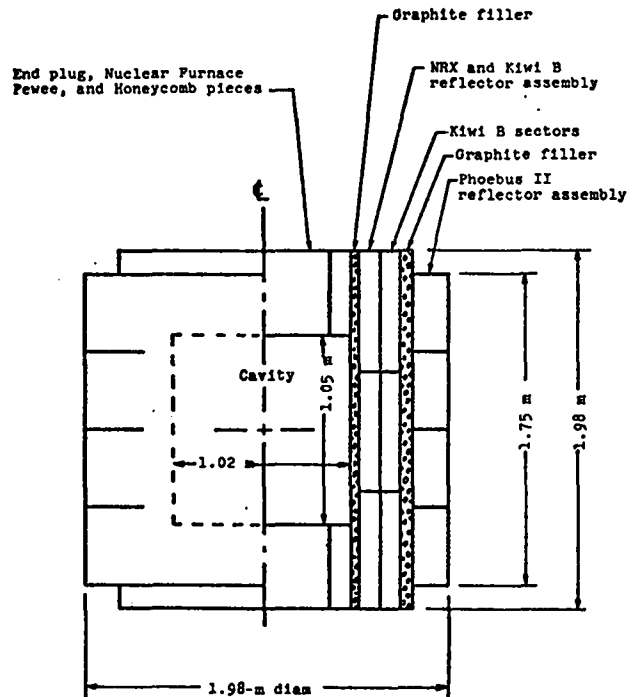 Graphite filler
End plug, Nuclear Furnace
Pewee, and Honeycomb pieces
NRX and Kiwi B
reflector assembly
Kiwi B sectors
Graphite filler
Phoebus II
reflector assembly
℄
Cavity
1.05 m
1.02
1.75 m
1.98 m
1.98-m diam